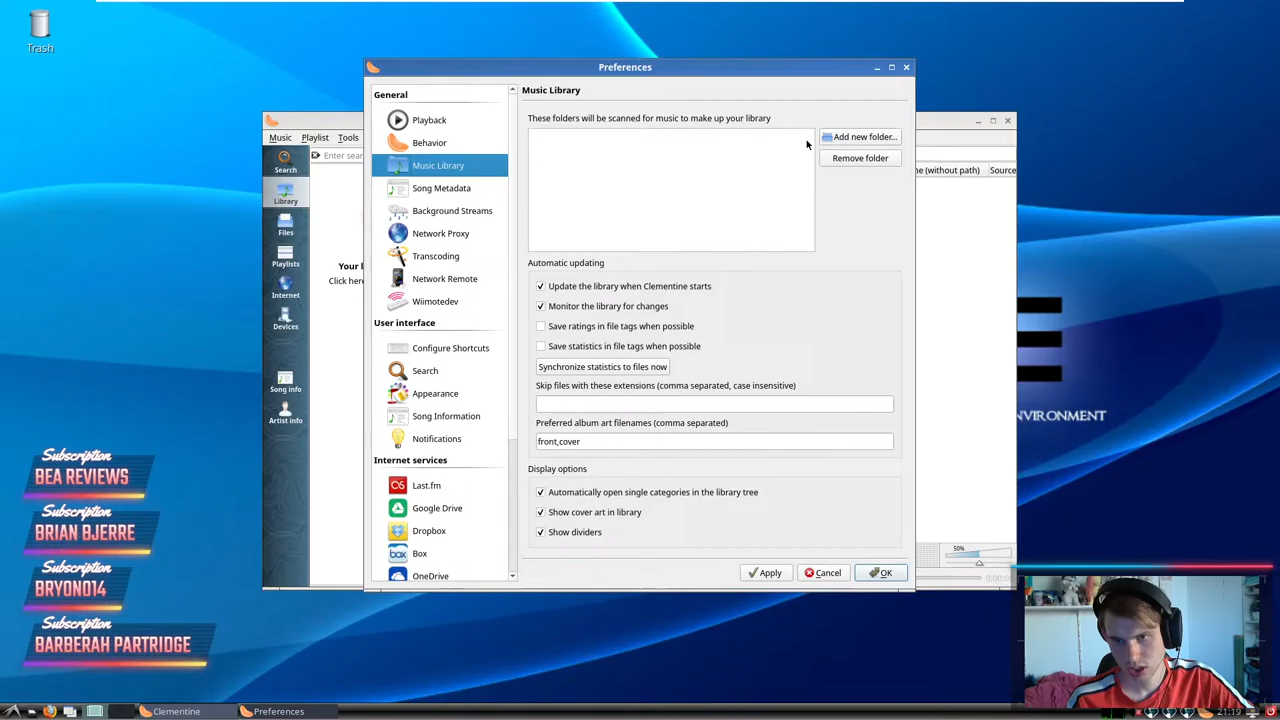 Trash
Preferences
General
Playback
Behavior
Music Library
Song Metadata
Background Streams
Network Proxy
Transcoding
Network Remote
Wiimotedev
User interface
Configure Shortcuts
Search
Appearance
Song Information
Notifications
Internet services
Last.fm
Google Drive
Dropbox
Box
OneDrive
Music Library
These folders will be scanned for music to make up your library
Add new folder...
Remove folder
Automatic updating
Update the library when Clementine starts
Monitor the library for changes
Save ratings in file tags when possible
Save statistics in file tags when possible
Synchronize statistics to files now
Skip files with these extensions (comma separated, case insensitive)
Preferred album art filenames (comma separated)
front,cover
Display options
Automatically open single categories in the library tree
Show cover art in library
Show dividers
Apply
Cancel
OK
Music Playlist Tools
Search
Library
Files
Playlists
Internet
Devices
Song info
Artist info
Enter sear
Your l
Click here
e (without path) Source
50%
NVIRONMENT
Subscription
BEA REVIEWS
Subscription
BRIAN BJERRE
Subscription
BRYON014
Subscription
BARBERAH PARTRIDGE
Clementine
Preferences
21:19